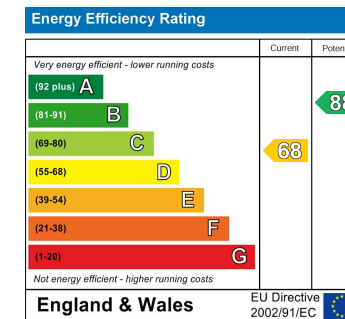 Energy Efficiency Rating
Current
Very energy efficient - lower running costs
(92 plus) A
(81-91) B
(69-80) C
(55-68) D
68
(39-54) E
(21-38) F
(1-20) G
Not energy efficient - higher running costs
England & Wales
EU Directive
2002/91/EC